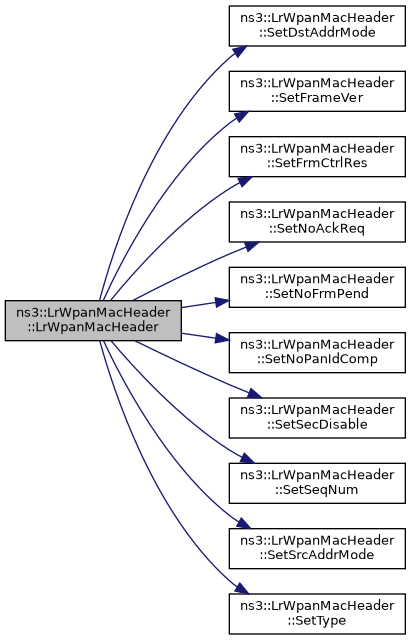 ns3::LrWpanMacHeader
::SetDstAddrMode
ns3::LrWpanMacHeader
::SetFrameVer
ns3::LrWpanMacHeader
::SetFrmCtrlRes
ns3::LrWpanMacHeader
::SetNoAckReq
ns3::LrWpanMacHeader
::SetNoFrmPend
ns3::LrWpanMacHeader
::LrWpanMacHeader
ns3::LrWpanMacHeader
::SetNoPanIdComp
ns3::LrWpanMacHeader
::SetSecDisable
ns3::LrWpanMacHeader
::SetSeqNum
ns3::LrWpanMacHeader
::SetSrcAddrMode
ns3::LrWpanMacHeader
::SetType